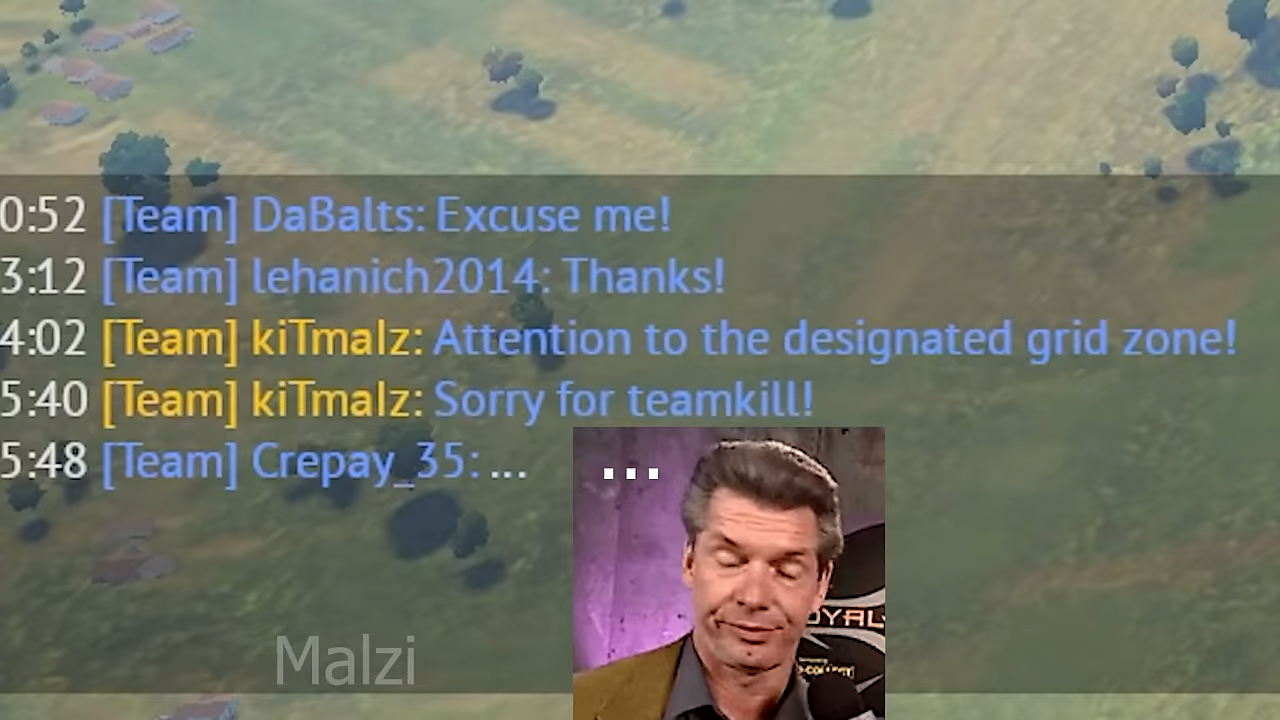 0:52 [Team] DaBalts: Excuse me!
3:12 [Team] lehanich2014: Thanks!
4:02 [Team] kiTmalz: Attention to the designated grid zone!
5:40 [Team] kiTmalz: Sorry for teamkill!
5:48 [Team] Crepay_35: ...
...
OYAL
Malzi